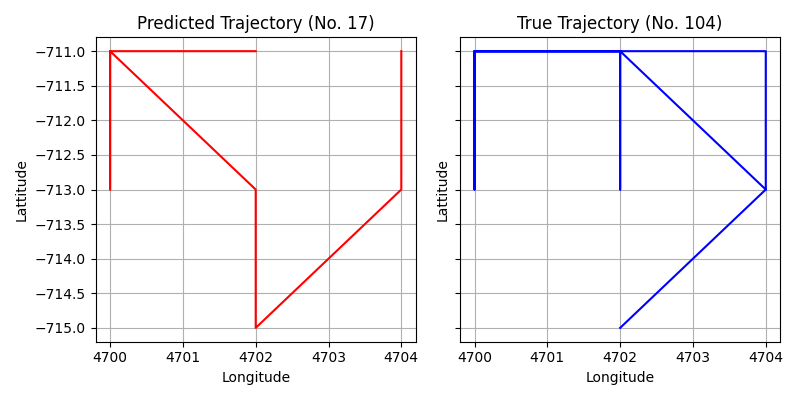 Predicted Trajectory (No. 17)
True Trajectory (No. 104)
Lattitude
−711.0
−711.5
−712.0
−712.5
−713.0
−713.5
−714.0
−714.5
−715.0
4700 4701 4702 4703 4704
Longitude
Lattitude
4700 4701 4702 4703 4704
Longitude